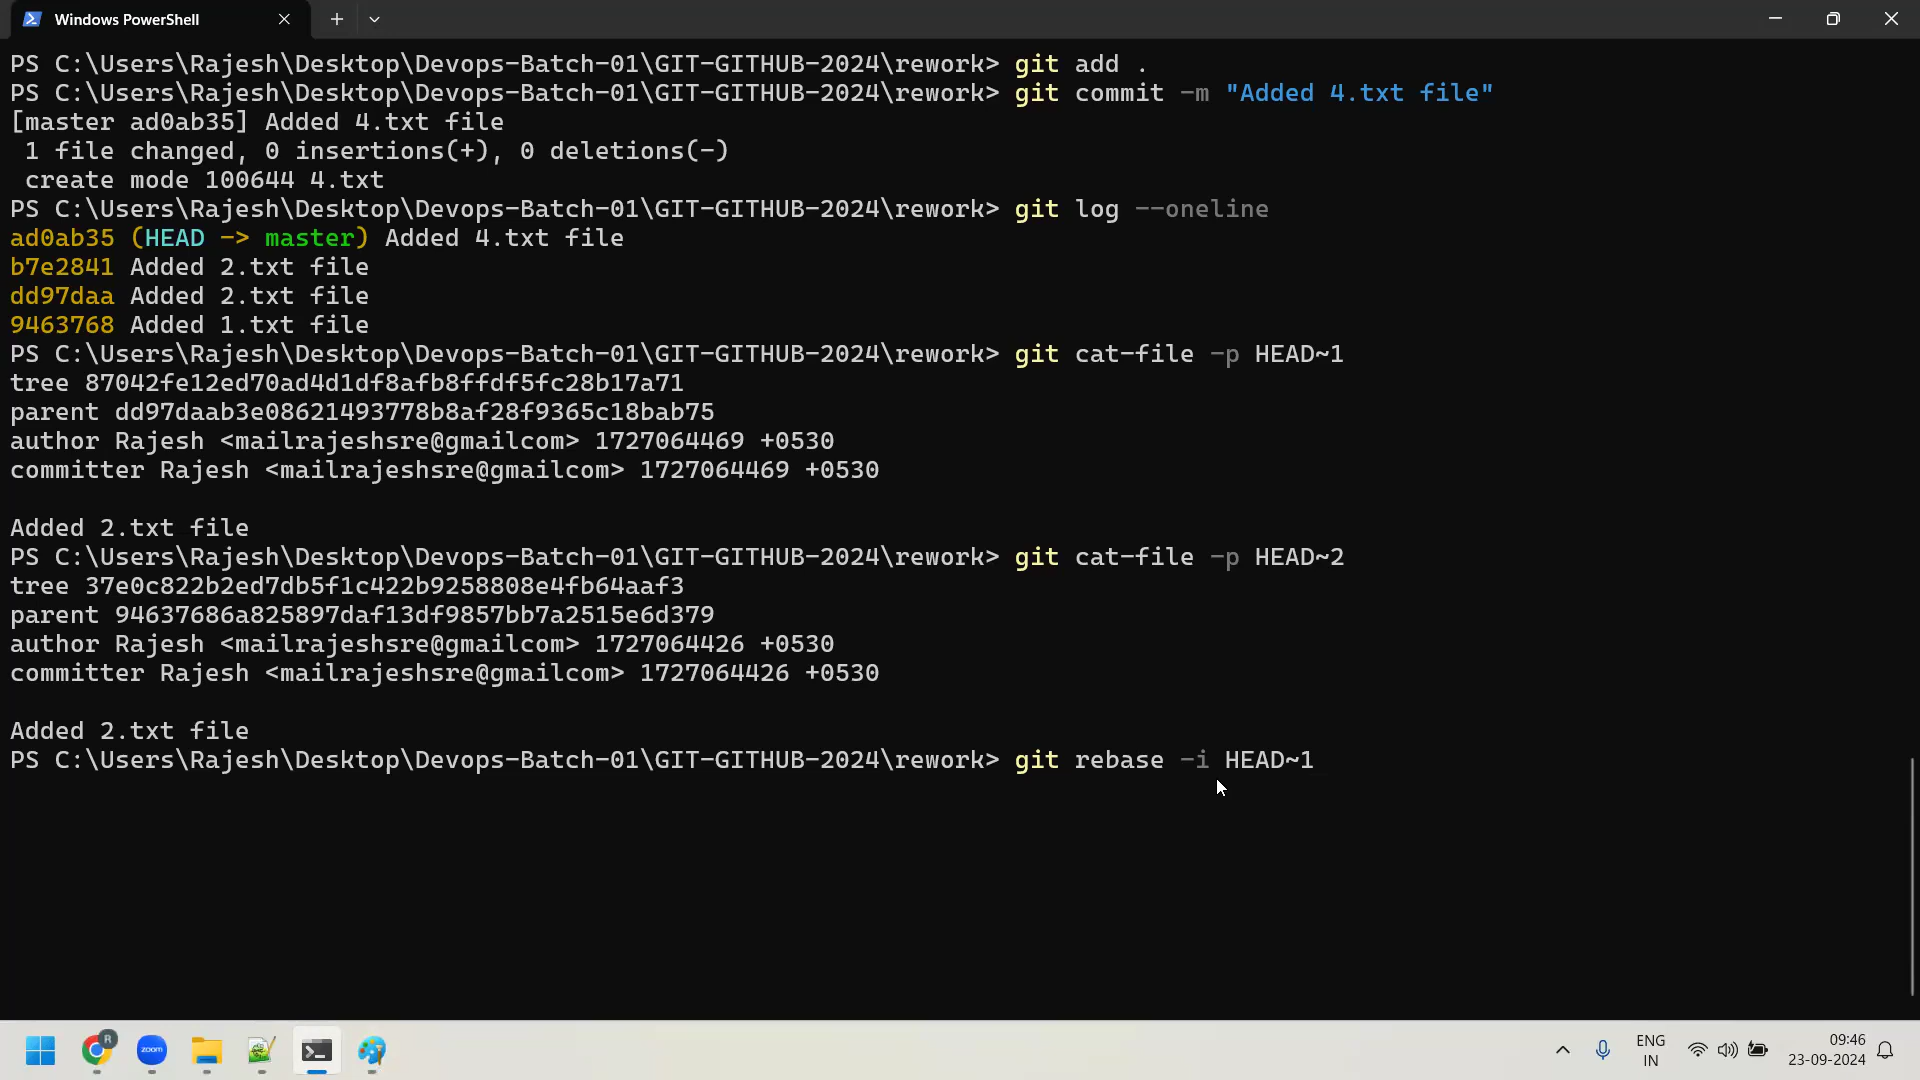 Windows PowerShell
PS C:\Users\Rajesh\Desktop\Devops-Batch-01\GIT-GITHUB-2024\rework> git add .
PS C:\Users\Rajesh\Desktop\Devops-Batch-01\GIT-GITHUB-2024\rework> git commit -m "Added 4.txt file"
[master ad0ab35] Added 4.txt file
 1 file changed, 0 insertions(+), 0 deletions(-)
 create mode 100644 4.txt
PS C:\Users\Rajesh\Desktop\Devops-Batch-01\GIT-GITHUB-2024\rework> git log --oneline
ad0ab35 (HEAD -> master) Added 4.txt file
b7e2841 Added 2.txt file
dd97daa Added 2.txt file
9463768 Added 1.txt file
PS C:\Users\Rajesh\Desktop\Devops-Batch-01\GIT-GITHUB-2024\rework> git cat-file -p HEAD~1
tree 87042fe12ed70ad4d1df8afb8ffdf5fc28b17a71
parent dd97daab3e08621493778b8af28f9365c18bab75
author Rajesh <mailrajeshsre@gmailcom> 1727064469 +0530
committer Rajesh <mailrajeshsre@gmailcom> 1727064469 +0530
Added 2.txt file
PS C:\Users\Rajesh\Desktop\Devops-Batch-01\GIT-GITHUB-2024\rework> git cat-file -p HEAD~2
tree 37e0c822b2ed7db5f1c422b9258808e4fb64aaf3
parent 94637686a825897daf13df9857bb7a2515e6d379
author Rajesh <mailrajeshsre@gmailcom> 1727064426 +0530
committer Rajesh <mailrajeshsre@gmailcom> 1727064426 +0530
Added 2.txt file
PS C:\Users\Rajesh\Desktop\Devops-Batch-01\GIT-GITHUB-2024\rework> git rebase -i HEAD~1
R
zoom
ENG
IN
09:46
23-09-2024